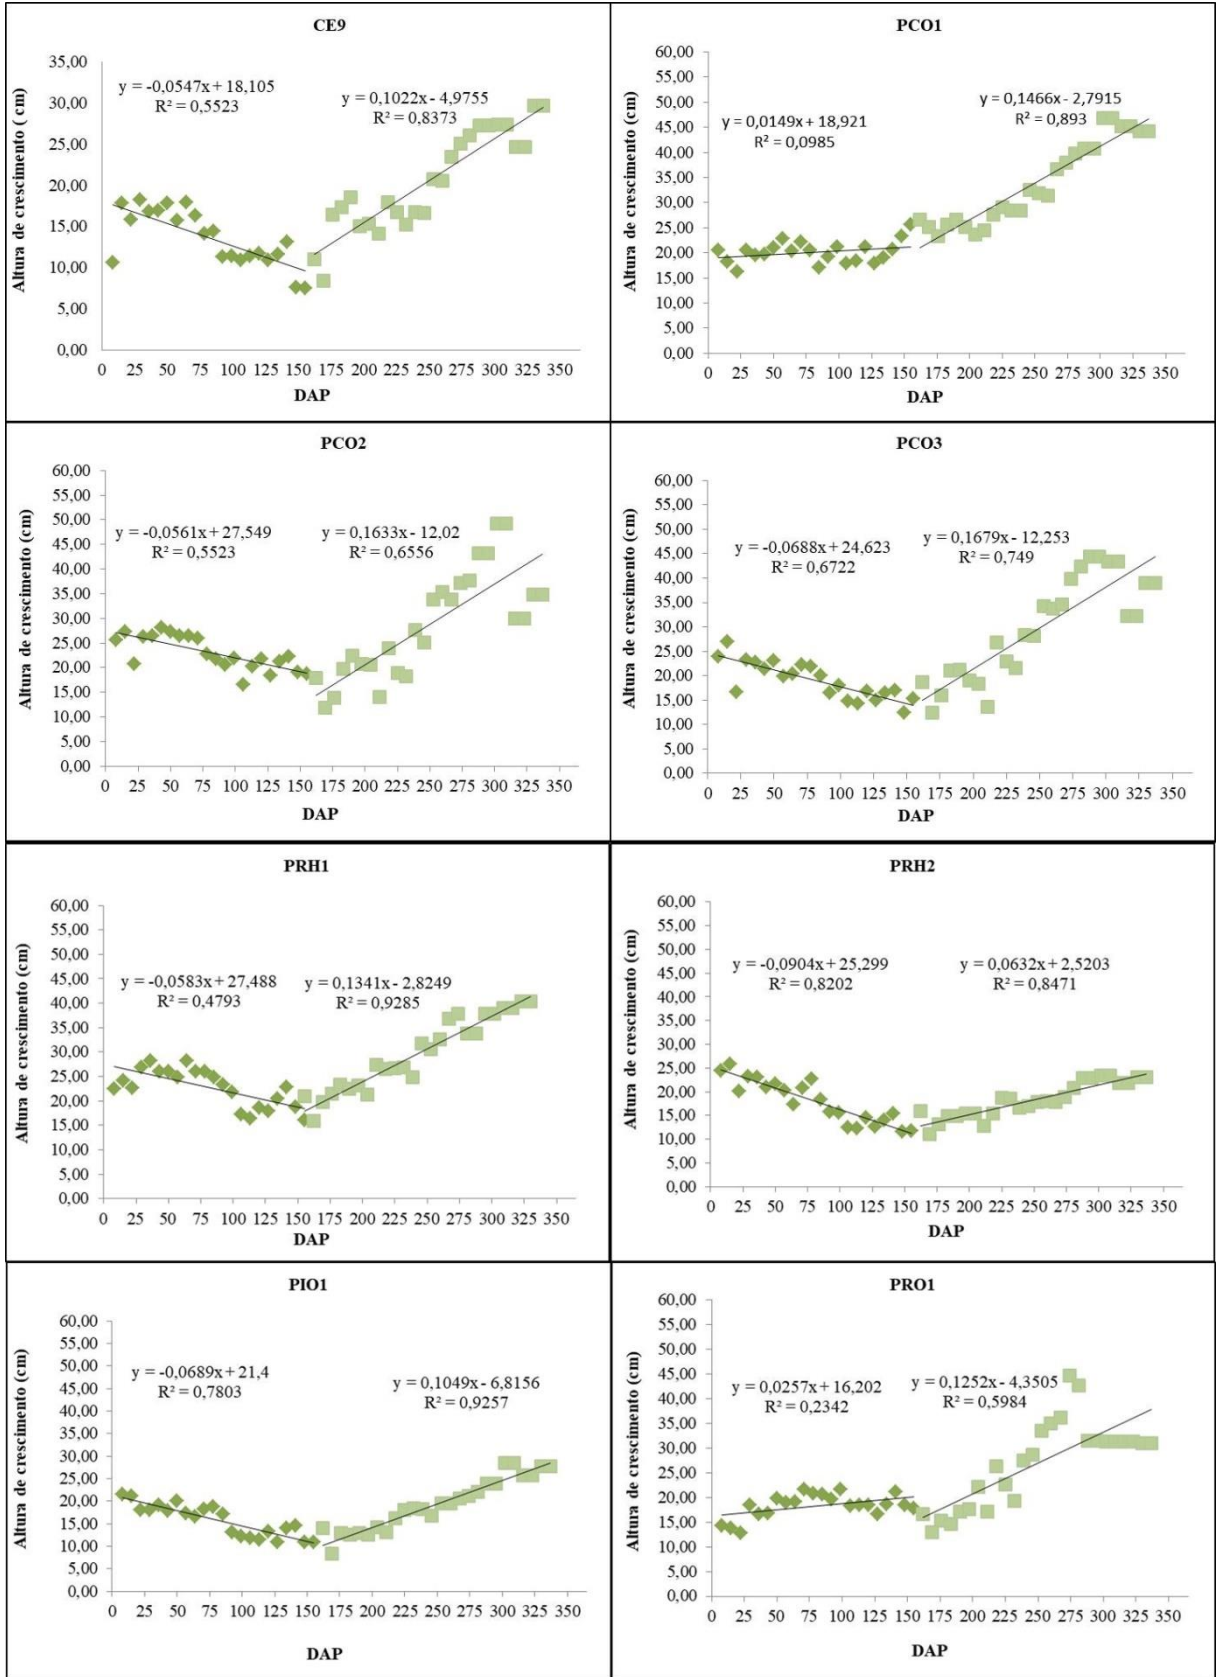 CE9
Altura de crescimento ( cm)
35,00
30,00
25,00
20,00
15,00
10,00
5,00
0,00
y = -0,0547x + 18,105
R² = 0,5523
y = 0,1022x - 4,9755
R² = 0,8373
0 25 50 75 100 125 150 175 200 225 250 275 300 325 350
DAP
PCO1
Altura de crescimento (cm)
60,00
55,00
50,00
45,00
40,00
35,00
30,00
25,00
20,00
15,00
10,00
5,00
0,00
y = 0,0149x + 18,921
R² = 0,0985
y = 0,1466x - 2,7915
R² = 0,893
0 25 50 75 100 125 150 175 200 225 250 275 300 325 350
DAP
PCO2
Altura de crescimento (cm)
60,00
55,00
50,00
45,00
40,00
35,00
30,00
25,00
20,00
15,00
10,00
5,00
0,00
y = -0,0561x + 27,549
R² = 0,5523
y = 0,1633x - 12,02
R² = 0,6556
0 25 50 75 100 125 150 175 200 225 250 275 300 325 350
DAP
PCO3
Altura de crescimento (cm)
60,00
55,00
50,00
45,00
40,00
35,00
30,00
25,00
20,00
15,00
10,00
5,00
0,00
y = -0,0688x + 24,623
R² = 0,6722
y = 0,1679x - 12,253
R² = 0,749
0 25 50 75 100 125 150 175 200 225 250 275 300 325 350
DAP
PRH1
Altura de crescimento (cm)
60,00
55,00
50,00
45,00
40,00
35,00
30,00
25,00
20,00
15,00
10,00
5,00
0,00
y = -0,0583x + 27,488
R² = 0,4793
y = 0,1341x - 2,8249
R² = 0,9285
0 25 50 75 100 125 150 175 200 225 250 275 300 325 350
DAP
PRH2
Altura de crescimento (cm)
60,00
55,00
50,00
45,00
40,00
35,00
30,00
25,00
20,00
15,00
10,00
5,00
0,00
y = -0,0904x + 25,299
R² = 0,8202
y = 0,0632x + 2,5203
R² = 0,8471
0 25 50 75 100 125 150 175 200 225 250 275 300 325 350
DAP
PIO1
Altura de crescimento (cm)
60,00
55,00
50,00
45,00
40,00
35,00
30,00
25,00
20,00
15,00
10,00
5,00
0,00
y = -0,0689x + 21,4
R² = 0,7803
y = 0,1049x - 6,8156
R² = 0,9257
0 25 50 75 100 125 150 175 200 225 250 275 300 325 350
DAP
PRO1
Altura de crescimento (cm)
60,00
55,00
50,00
45,00
40,00
35,00
30,00
25,00
20,00
15,00
10,00
5,00
0,00
y = 0,0257x + 16,202
R² = 0,2342
y = 0,1252x - 4,3505
R² = 0,5984
0 25 50 75 100 125 150 175 200 225 250 275 300 325 350
DAP